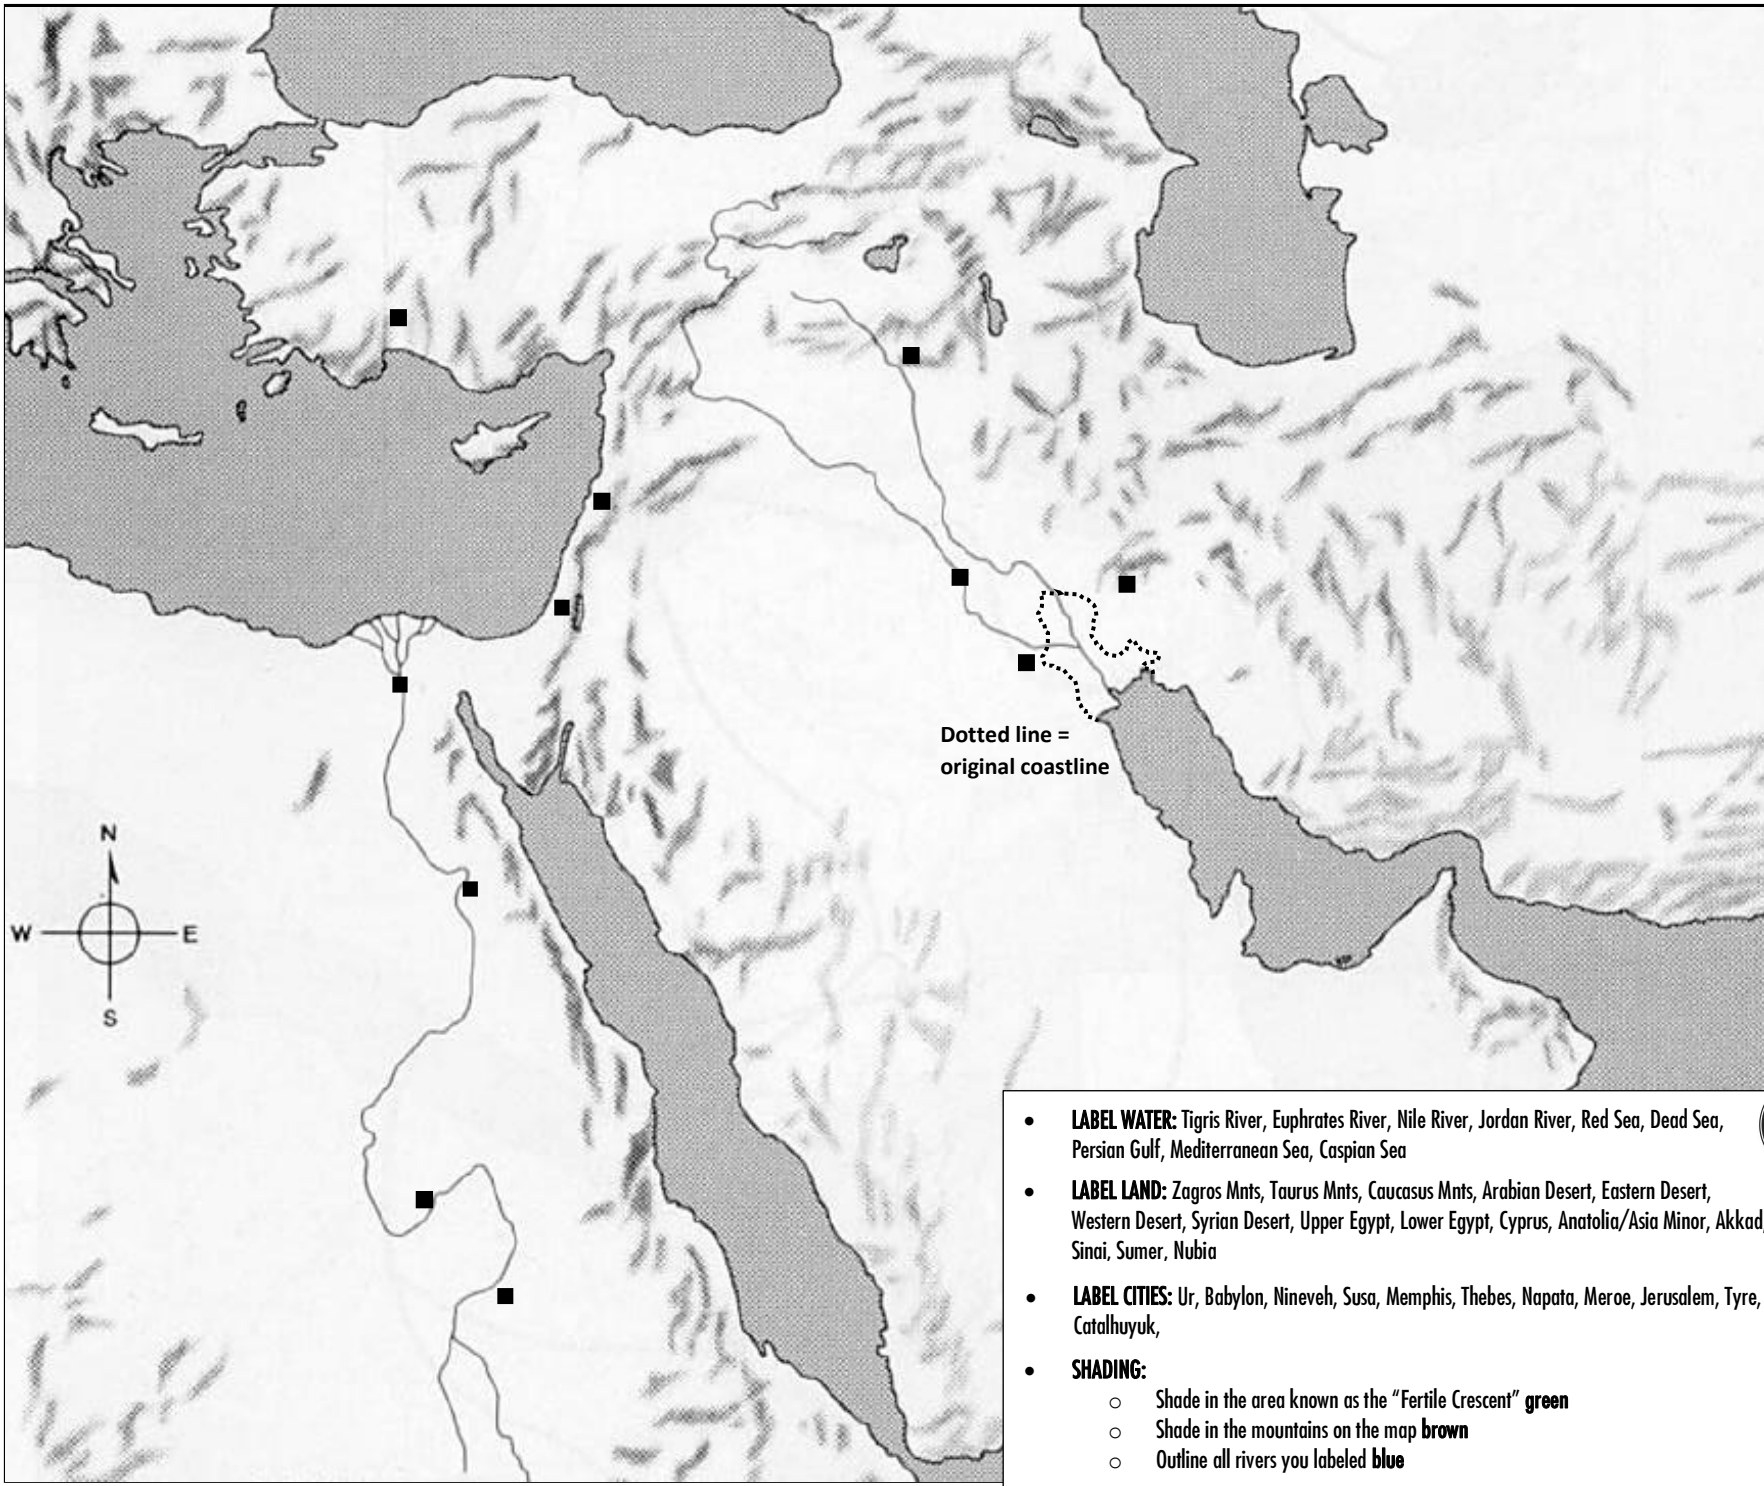 Dotted line =
original coastline
N
W
E
S
• LABEL WATER: Tigris River, Euphrates River, Nile River, Jordan River, Red Sea, Dead Sea,
Persian Gulf, Mediterranean Sea, Caspian Sea
• LABEL LAND: Zagros Mnts, Taurus Mnts, Caucasus Mnts, Arabian Desert, Eastern Desert,
Western Desert, Syrian Desert, Upper Egypt, Lower Egypt, Cyprus, Anatolia/Asia Minor, Akkad,
Sinai, Sumer, Nubia
• LABEL CITIES: Ur, Babylon, Nineveh, Susa, Memphis, Thebes, Napata, Meroe, Jerusalem, Tyre,
Catalhuyuk,
• SHADING:
○ Shade in the area known as the “Fertile Crescent” green
○ Shade in the mountains on the map brown
○ Outline all rivers you labeled blue